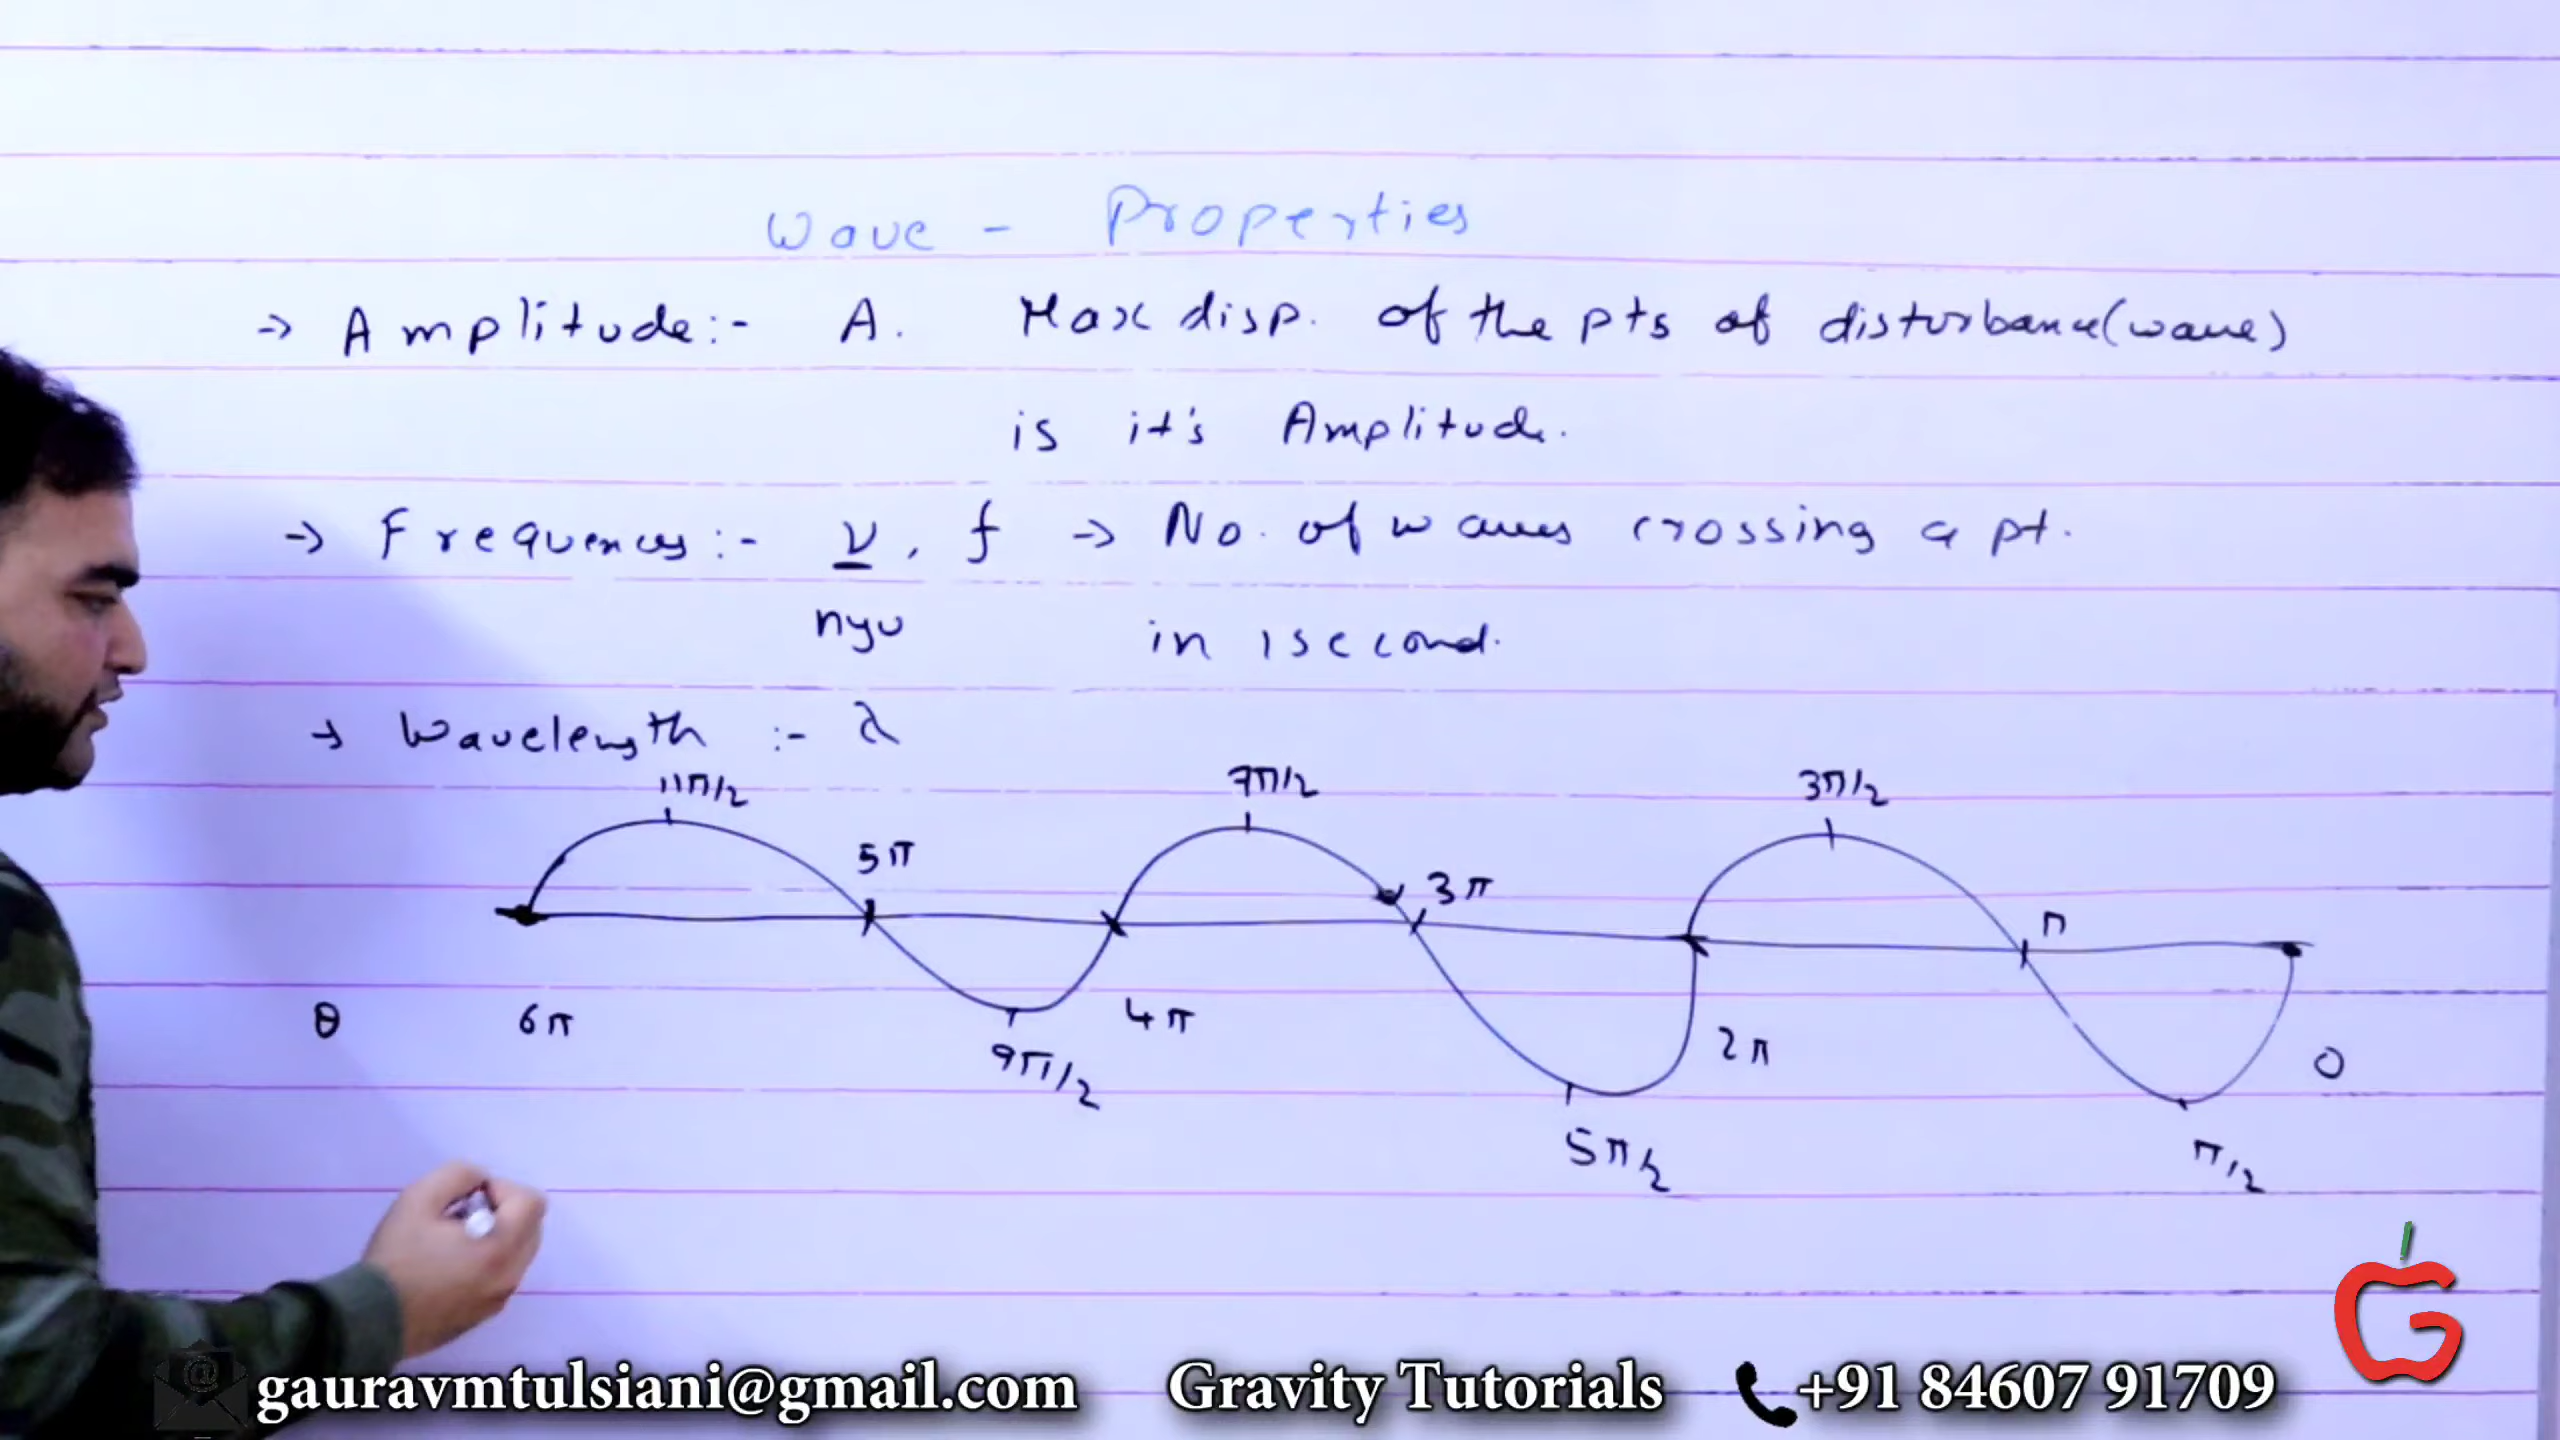 Wave - Properties
→ Amplitude:- A. Max disp. of the pts of disturbance(wave)
is it's Amplitude.
→ Frequency :- ν, f → No. of waves crossing a pt.
nyu in 1 second.
→ Wavelength :- λ
11π/2 7π/2 3π/2
5π 3π π
θ 6π 4π 2π 0
9π/2 5π/2 π/2
G
gauravmtulsiani@gmail.com Gravity Tutorials +91 84607 91709